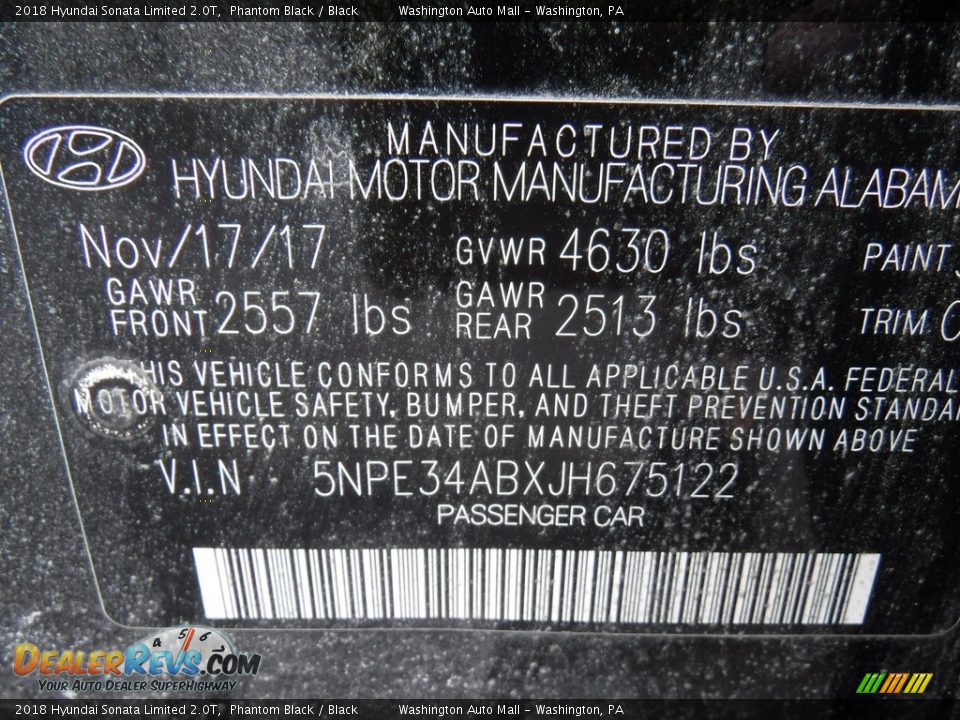 2018 Hyundai Sonata Limited 2.0T, Phantom Black / Black Washington Auto Mall - Washington, PA
MANUFACTURED BY
HYUNDAI MOTOR MANUFACTURING ALABAM
Nov/17/17 GVWR 4630 lbs PAINT
GAWR FRONT 2557 lbs GAWR REAR 2513 lbs TRIM
HIS VEHICLE CONFORMS TO ALL APPLICABLE U.S.A. FEDERAL
MOTOR VEHICLE SAFETY, BUMPER, AND THEFT PREVENTION STANDA
IN EFFECT ON THE DATE OF MANUFACTURE SHOWN ABOVE
V.I.N 5NPE34ABXJH675122
PASSENGER CAR
4 5 6
DealerRevs.com
Your Auto Dealer SuperHighway
2018 Hyundai Sonata Limited 2.0T, Phantom Black / Black Washington Auto Mall - Washington, PA